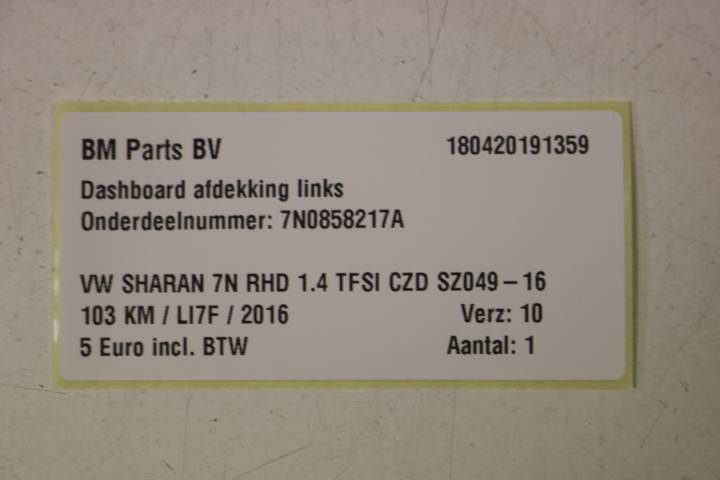 BM Parts BV 180420191359
Dashboard afdekking links
Onderdeelnummer: 7N0858217A
VW SHARAN 7N RHD 1.4 TFSI CZD SZ049-16
103 KM / LI7F / 2016 Verz: 10
5 Euro incl. BTW Aantal: 1